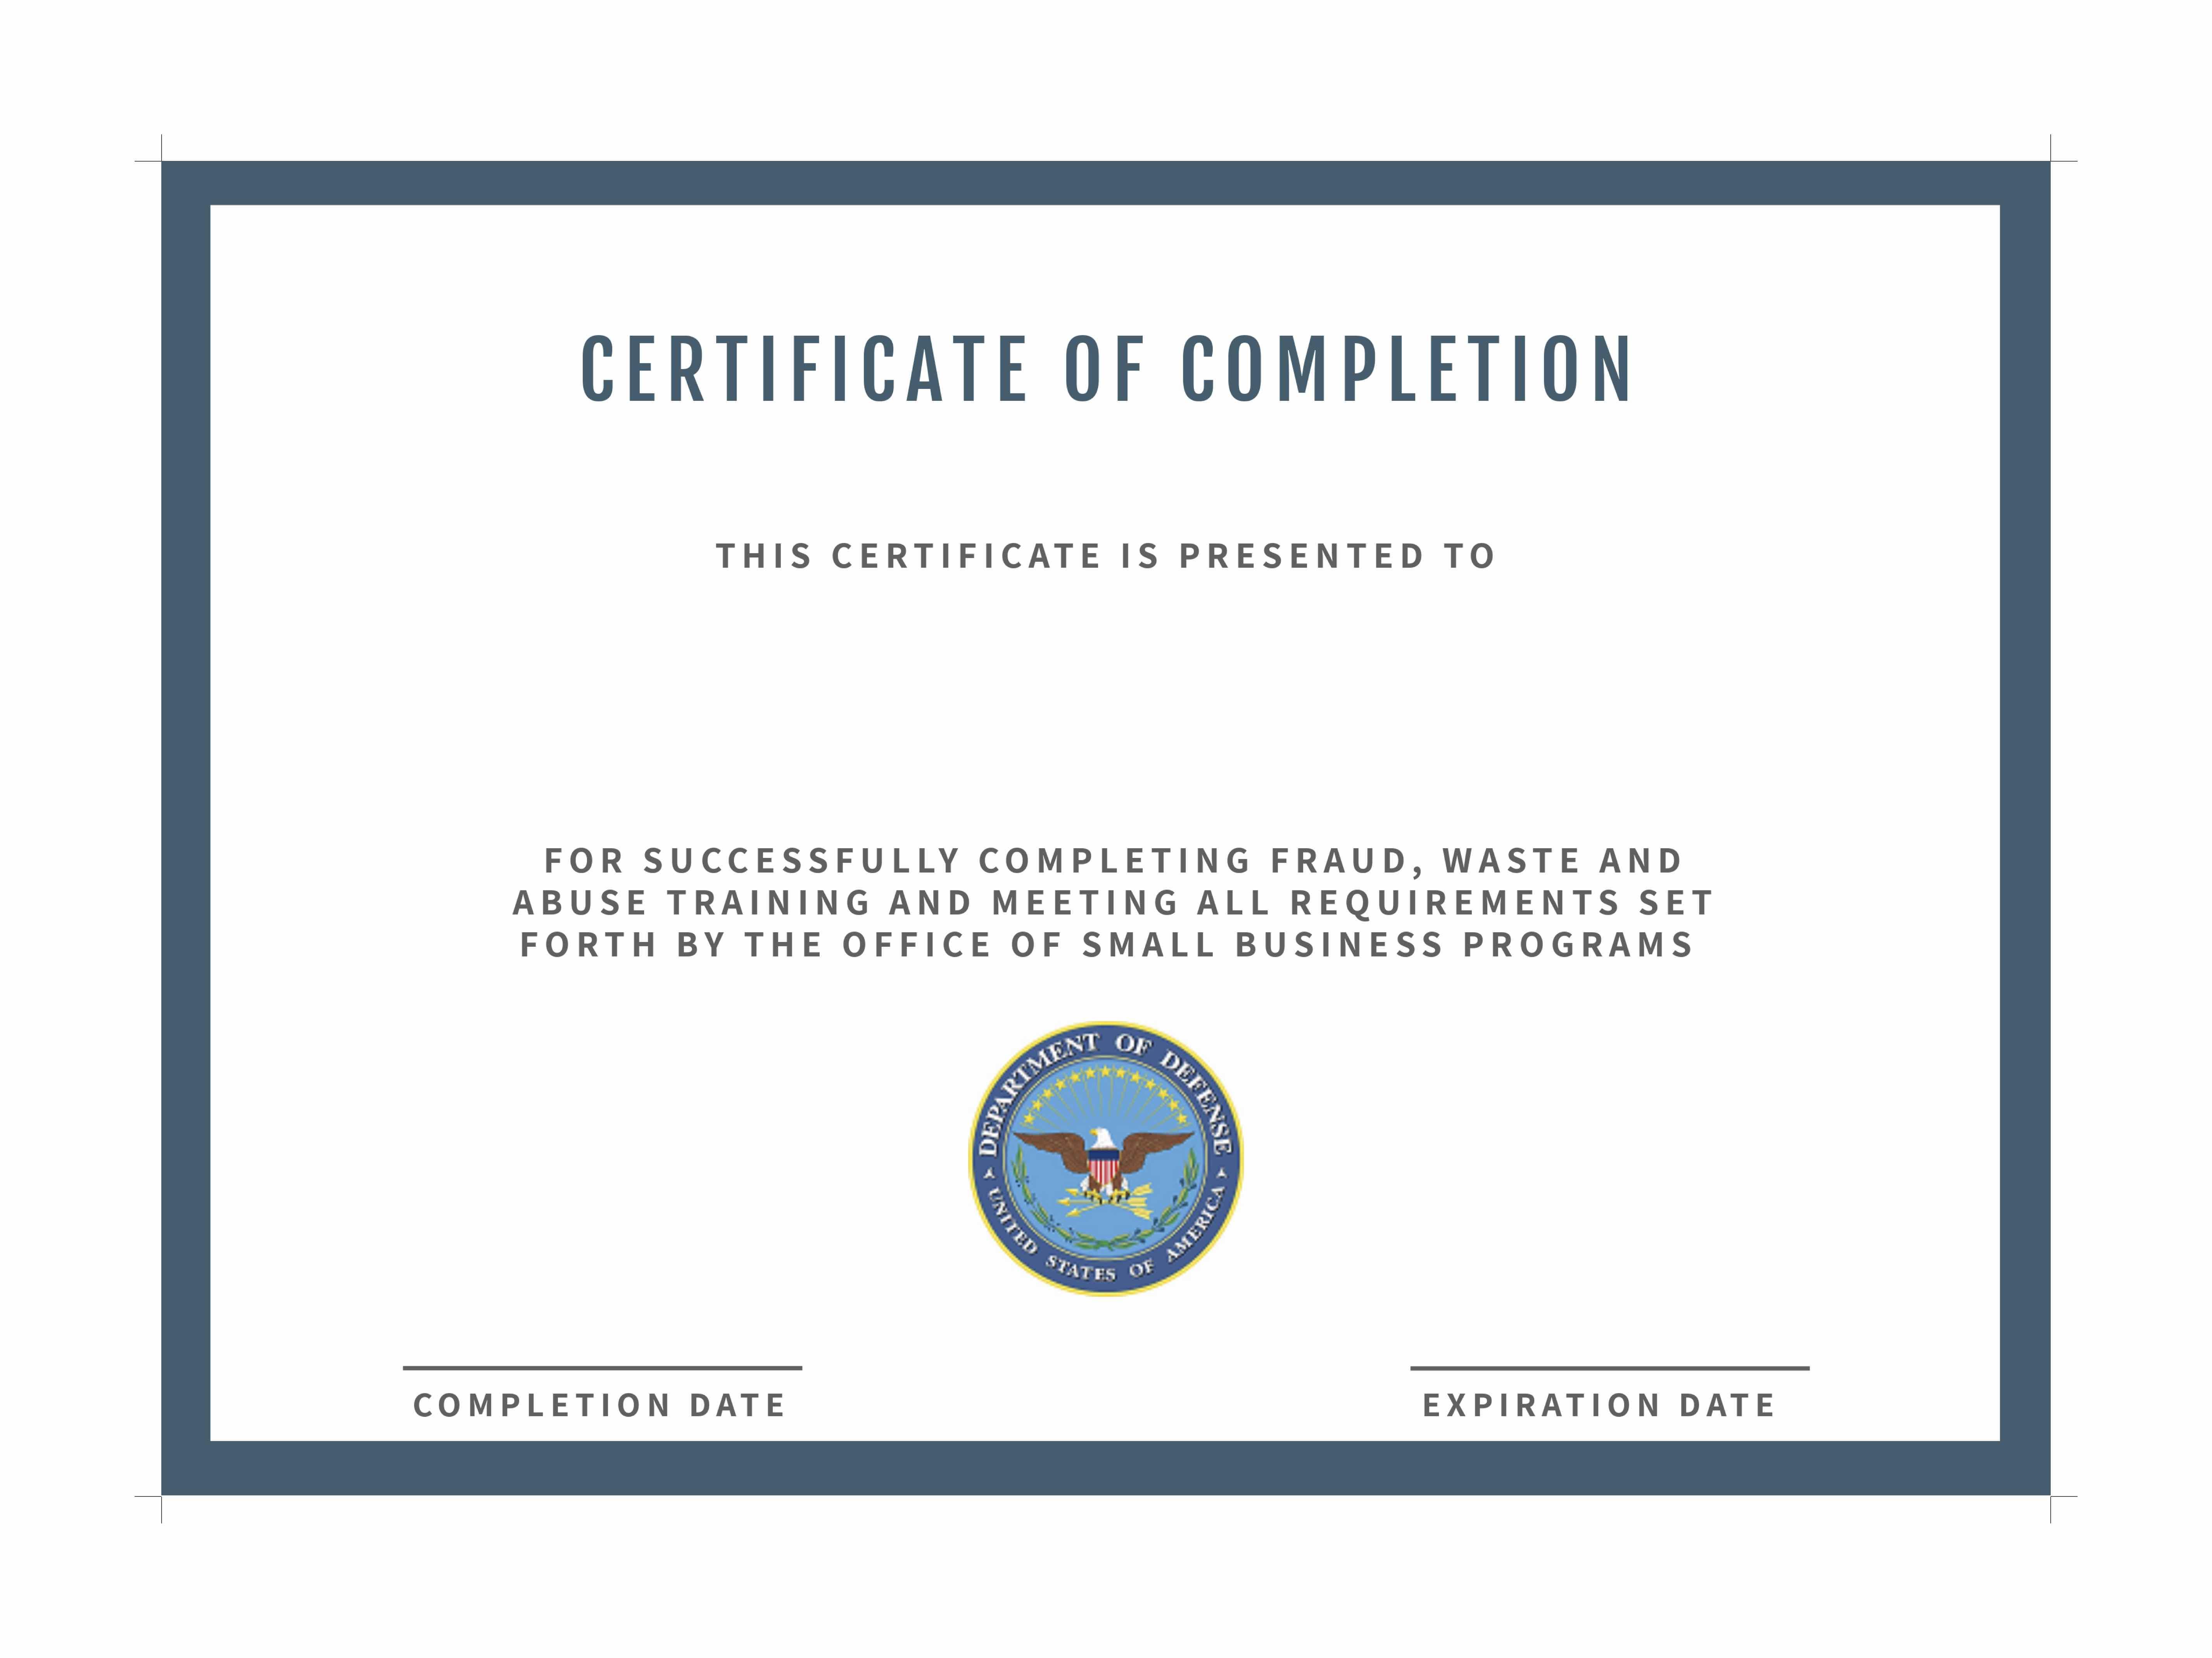 CERTIFICATE OF COMPLETION
THIS CERTIFICATE IS PRESENTED TO
FOR SUCCESSFULLY COMPLETING FRAUD, WASTE AND
ABUSE TRAINING AND MEETING ALL REQUIREMENTS SET
FORTH BY THE OFFICE OF SMALL BUSINESS PROGRAMS
DEPARTMENT OF DEFENSE
UNITED STATES OF AMERICA
COMPLETION DATE
EXPIRATION DATE